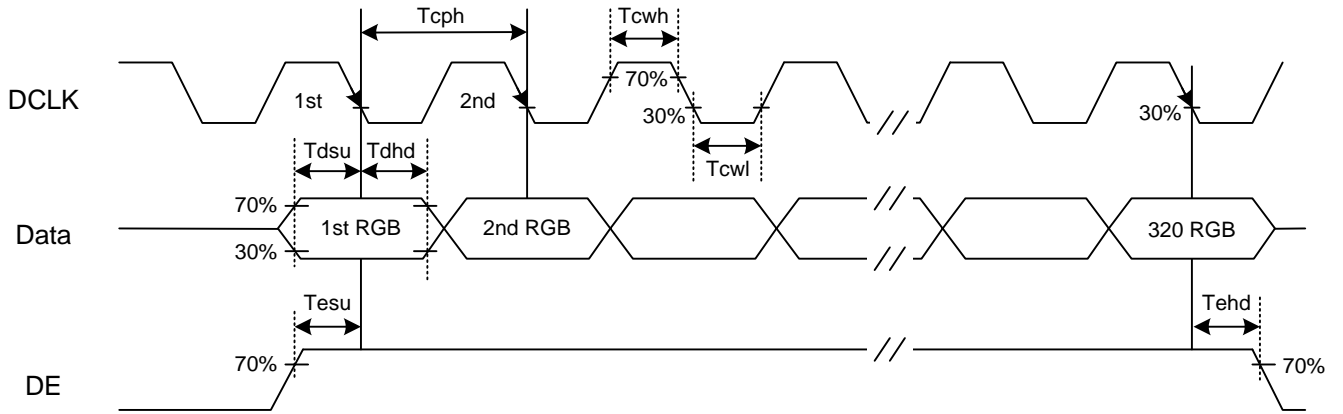 Tcph
Tcwh
DCLK
1st
2nd
70%
30%
30%
Tdsu
Tdhd
Tcwl
Data
70%
30%
1st RGB
2nd RGB
320 RGB
Tesu
Tehd
DE
70%
70%